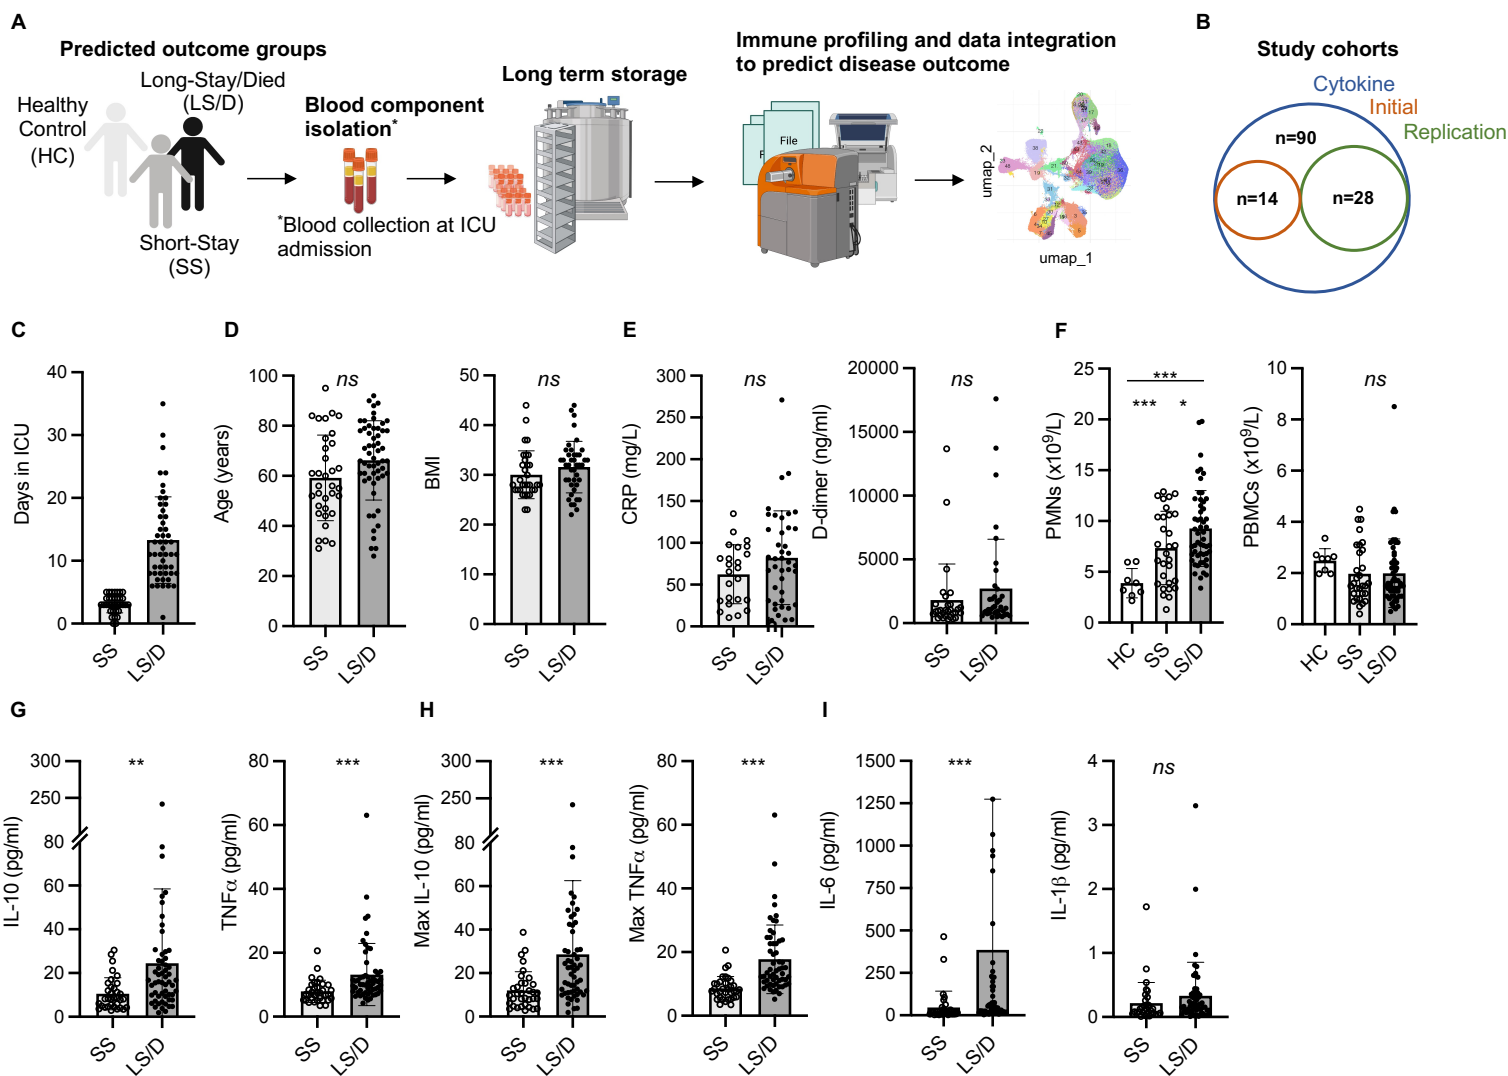 A
Predicted outcome groups
Long-Stay/Died
(LS/D)
Healthy
Control
(HC)
Short-Stay
(SS)
Blood component
isolation*
*Blood collection at ICU
admission
Long term storage
Immune profiling and data integration
to predict disease outcome
File
F
umap_2
umap_1
B
Study cohorts
Cytokine
Initial
Replication
n=90
n=14
n=28
C
Days in ICU
40
30
20
10
0
SS
LS/D
D
Age (years)
100
80
60
40
20
0
ns
SS
LS/D
BMI
50
40
30
20
10
0
ns
SS
LS/D
E
CRP (mg/L)
300
250
200
150
100
50
0
ns
SS
LS/D
D-dimer (ng/ml)
20000
15000
10000
5000
0
ns
SS
LS/D
F
PMNs (x10⁹/L)
25
20
15
10
5
0
***
*** *
HC
SS
LS/D
PBMCs (x10⁹/L)
10
8
6
4
2
0
ns
HC
SS
LS/D
G
IL-10 (pg/ml)
300
250
80
60
40
20
0
**
SS
LS/D
TNFα (pg/ml)
80
60
40
20
0
***
SS
LS/D
H
Max IL-10 (pg/ml)
300
250
80
60
40
20
0
***
SS
LS/D
Max TNFα (pg/ml)
80
60
40
20
0
***
SS
LS/D
I
IL-6 (pg/ml)
1500
1250
1000
750
500
250
0
***
SS
LS/D
IL-1β (pg/ml)
4
3
2
1
0
ns
SS
LS/D